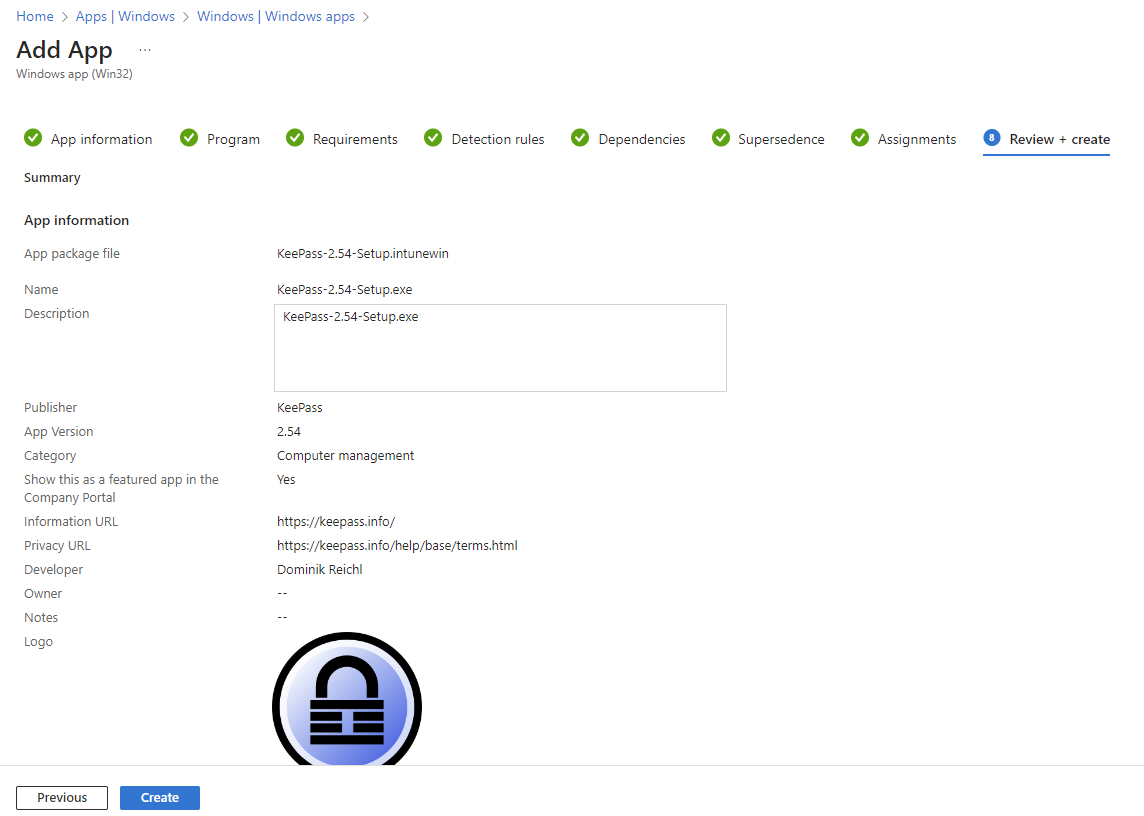 Home > Apps | Windows > Windows | Windows apps >
Add App ...
Windows app (Win32)
App information Program Requirements Detection rules Dependencies Supersedence Assignments 8 Review + create
Summary
App information
App package file KeePass-2.54-Setup.intunewin
Name KeePass-2.54-Setup.exe
Description KeePass-2.54-Setup.exe
Publisher KeePass
App Version 2.54
Category Computer management
Show this as a featured app in the Yes
Company Portal
Information URL https://keepass.info/
Privacy URL https://keepass.info/help/base/terms.html
Developer Dominik Reichl
Owner --
Notes --
Logo
Previous Create